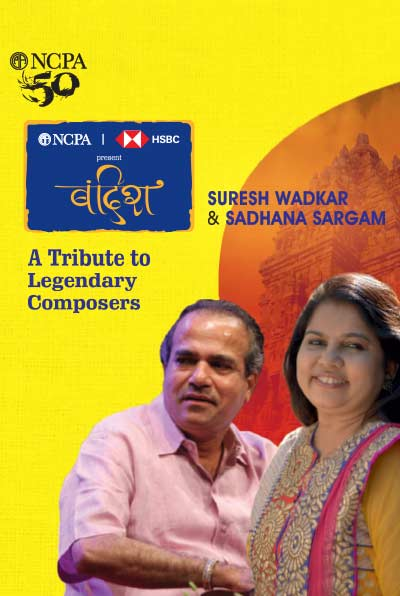 NCPA
50
NCPA | HSBC
present
बंदिश
SURESH WADKAR
& SADHANA SARGAM
A Tribute to
Legendary
Composers